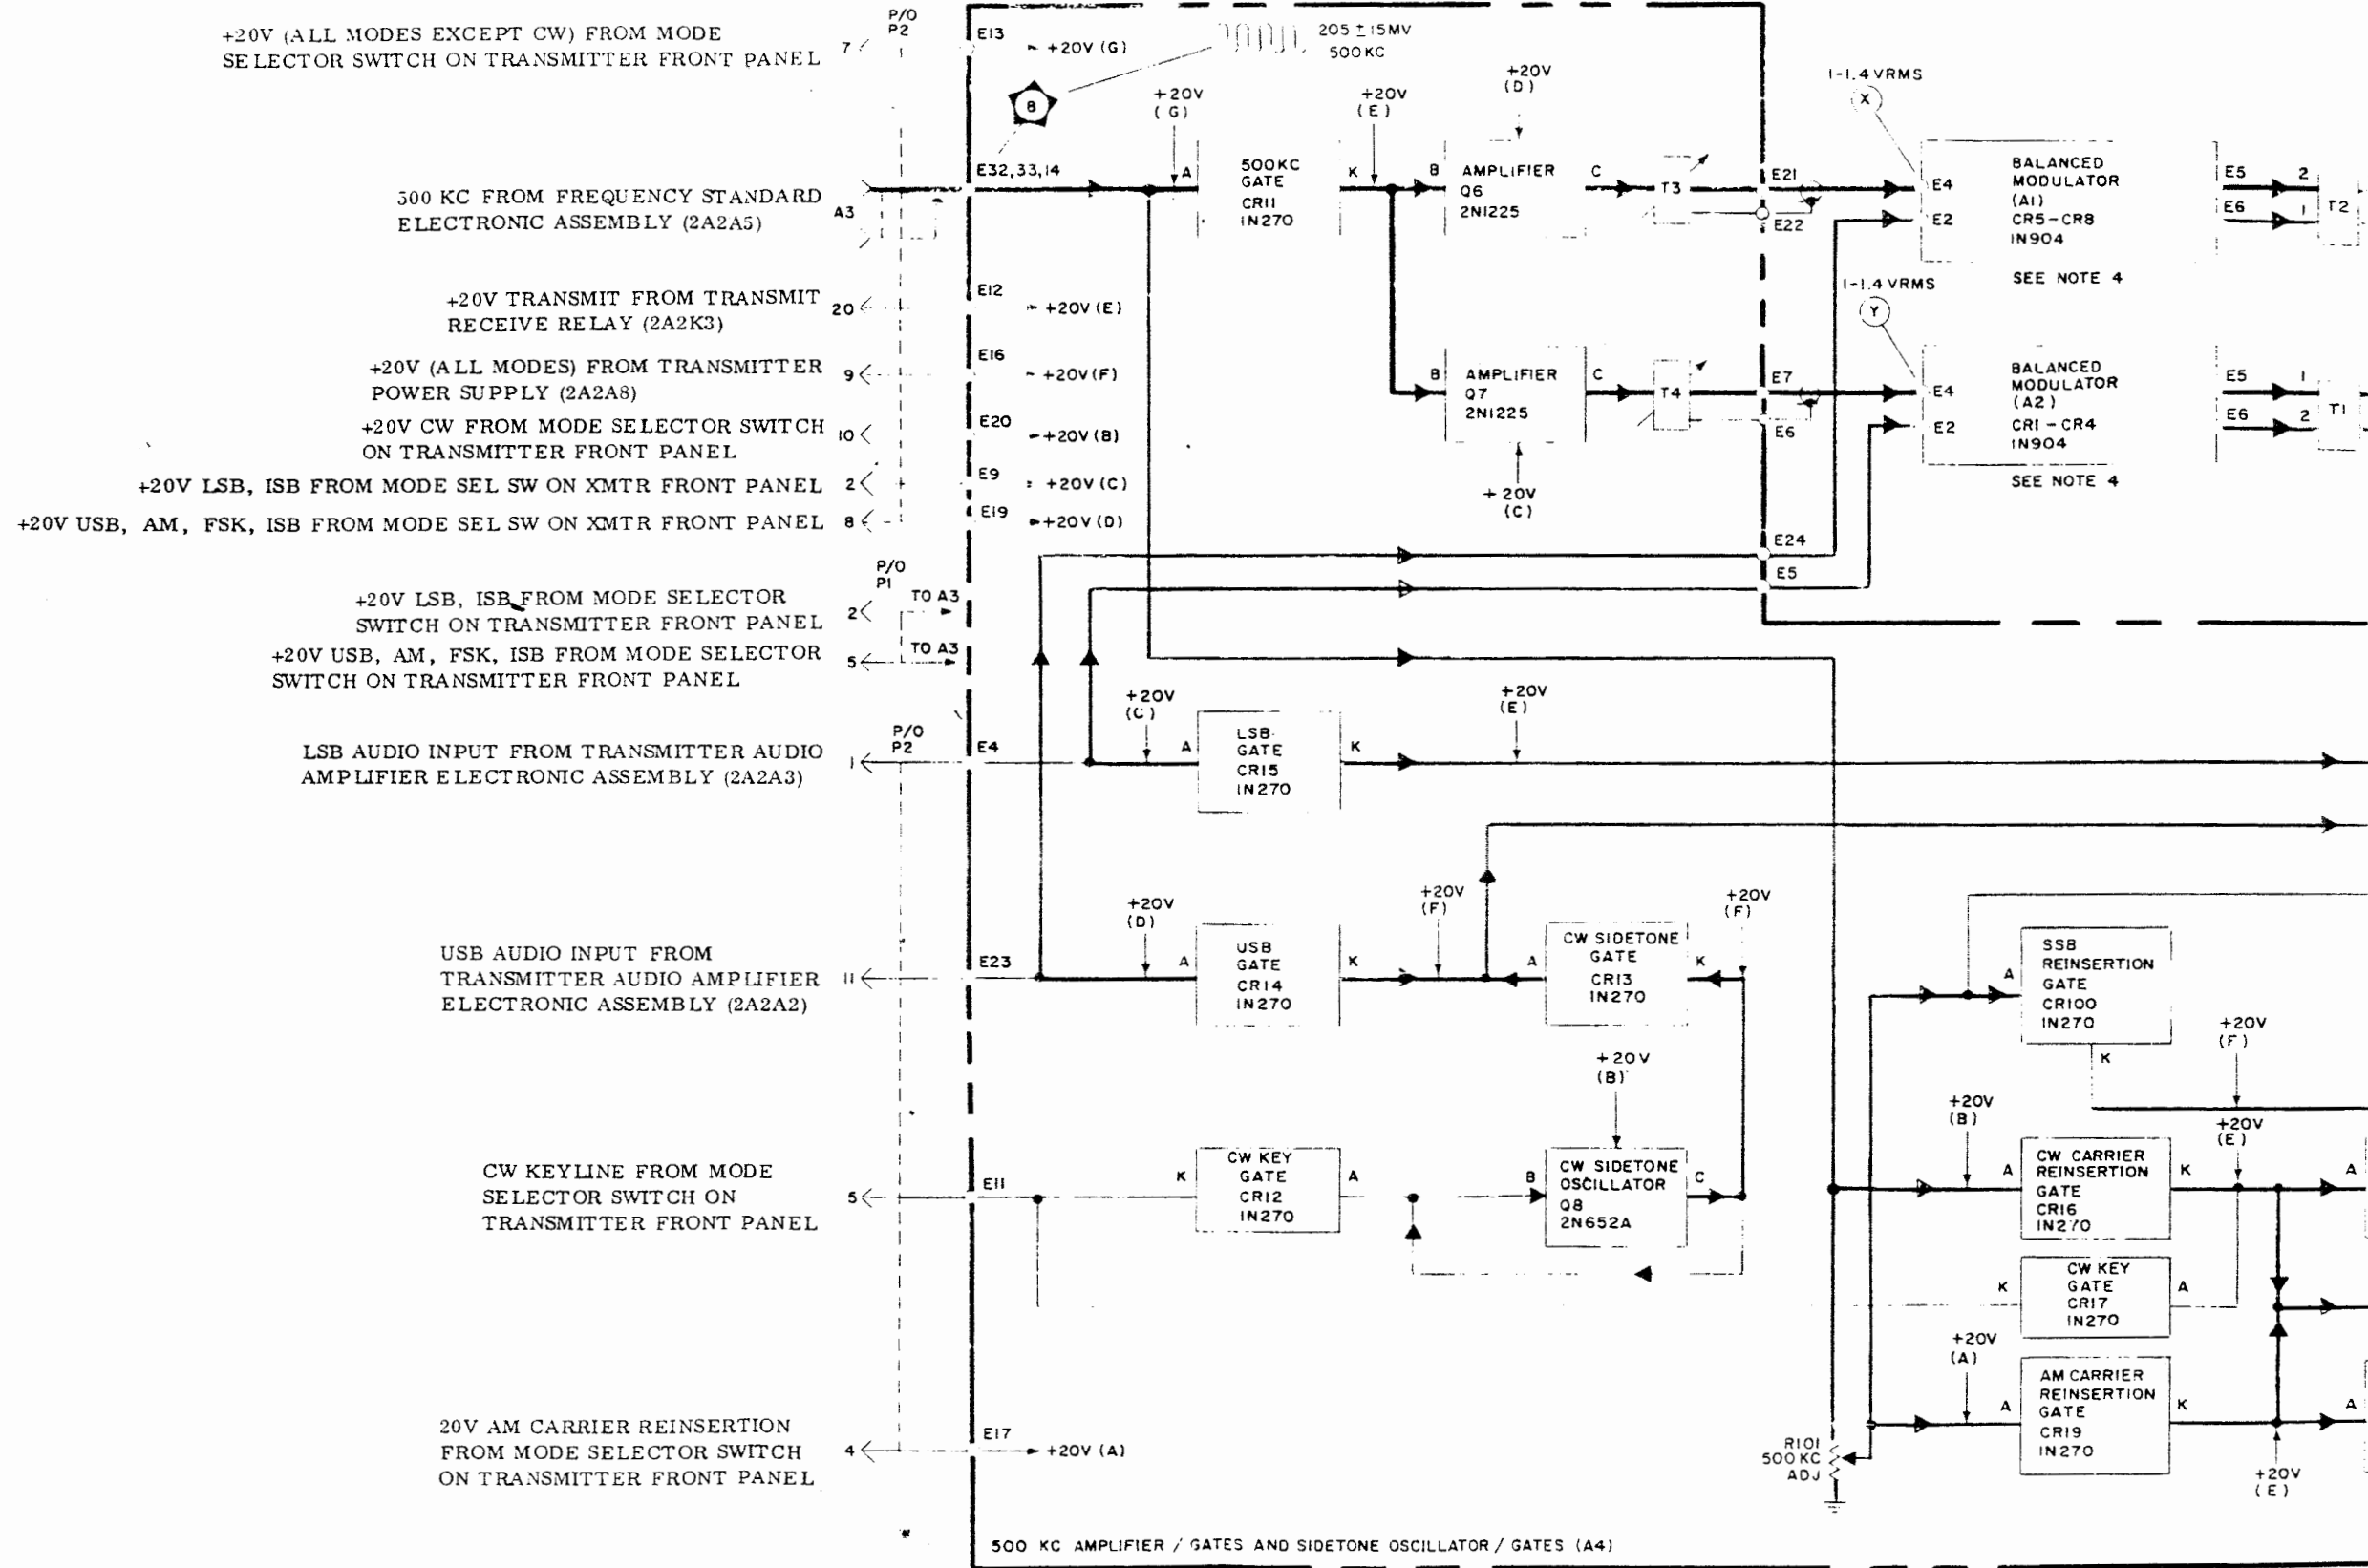 +20V (ALL MODES EXCEPT CW) FROM MODE
SELECTOR SWITCH ON TRANSMITTER FRONT PANEL
7
P/O
P2
E13
+20V (G)
8
205 ±15MV
500 KC
500 KC FROM FREQUENCY STANDARD
ELECTRONIC ASSEMBLY (2A2A5)
A3
E32,33,14
+20V
(G)
A
500KC
GATE
CR11
IN270
K
+20V
(E)
B
AMPLIFIER
Q6
2N1225
+20V
(D)
C
T3
E21
E22
1-1.4 VRMS
X
E4
E2
BALANCED
MODULATOR
(A1)
CR5-CR8
IN904
SEE NOTE 4
E5
E6
2
1
T2
+20V TRANSMIT FROM TRANSMIT
RECEIVE RELAY (2A2K3)
20
E12
+20V (E)
+20V (ALL MODES) FROM TRANSMITTER
POWER SUPPLY (2A2A8)
9
E16
+20V (F)
+20V CW FROM MODE SELECTOR SWITCH
ON TRANSMITTER FRONT PANEL
10
E20
+20V (B)
+20V LSB, ISB FROM MODE SEL SW ON XMTR FRONT PANEL
2
E9
+20V (C)
+20V USB, AM, FSK, ISB FROM MODE SEL SW ON XMTR FRONT PANEL
8
E19
+20V (D)
B
AMPLIFIER
Q7
2N1225
C
+20V
(C)
T4
E7
E6
1-1.4 VRMS
Y
E4
E2
BALANCED
MODULATOR
(A2)
CR1-CR4
IN904
SEE NOTE 4
E5
E6
1
2
T1
E24
E5
P/O
P1
+20V LSB, ISB FROM MODE SELECTOR
SWITCH ON TRANSMITTER FRONT PANEL
2
TO A3
+20V USB, AM, FSK, ISB FROM MODE SELECTOR
SWITCH ON TRANSMITTER FRONT PANEL
5
TO A3
LSB AUDIO INPUT FROM TRANSMITTER AUDIO
AMPLIFIER ELECTRONIC ASSEMBLY (2A2A3)
1
P/O
P2
E4
+20V
(C)
A
LSB
GATE
CR15
IN270
K
+20V
(E)
USB AUDIO INPUT FROM
TRANSMITTER AUDIO AMPLIFIER
ELECTRONIC ASSEMBLY (2A2A2)
11
E23
+20V
(D)
A
USB
GATE
CR14
IN270
K
+20V
(F)
A
CW SIDETONE
GATE
CR13
IN270
K
+20V
(F)
A
SSB
REINSERTION
GATE
CR100
IN270
K
+20V
(F)
CW KEYLINE FROM MODE
SELECTOR SWITCH ON
TRANSMITTER FRONT PANEL
5
E11
K
CW KEY
GATE
CR12
IN270
A
B
+20V
(B)
CW SIDETONE
OSCILLATOR
Q8
2N652A
C
+20V
(B)
A
CW CARRIER
REINSERTION
GATE
CR16
IN270
K
+20V
(E)
A
K
CW KEY
GATE
CR17
IN270
A
+20V
(A)
A
AM CARRIER
REINSERTION
GATE
CR19
IN270
K
A
+20V
(E)
20V AM CARRIER REINSERTION
FROM MODE SELECTOR SWITCH
ON TRANSMITTER FRONT PANEL
4
E17
+20V (A)
R101
500 KC
ADJ
500 KC AMPLIFIER / GATES AND SIDETONE OSCILLATOR / GATES (A4)